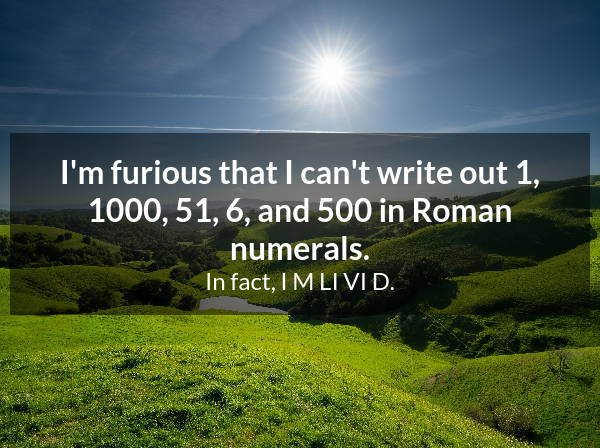 I'm furious that I can't write out 1,
1000, 51, 6, and 500 in Roman
numerals.
In fact, I M LI VI D.